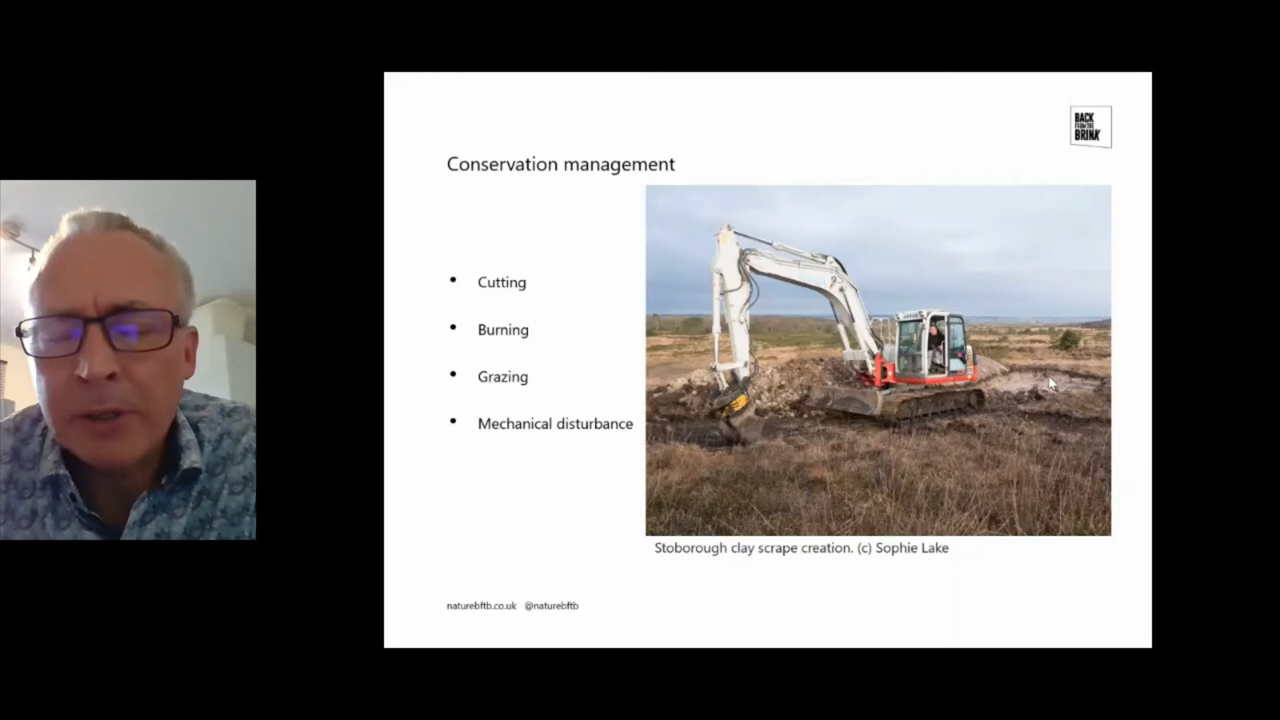 BACK
FROM THE
BRINK
Conservation management
• Cutting
• Burning
• Grazing
• Mechanical disturbance
Stoborough clay scrape creation. (c) Sophie Lake
naturebftb.co.uk @naturebftb